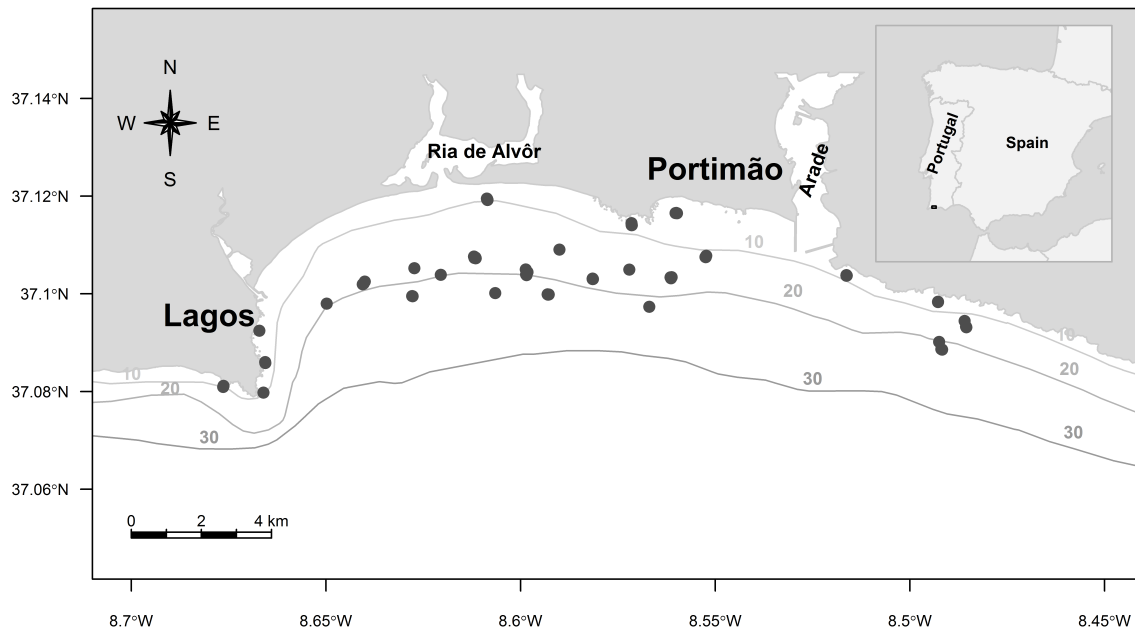 N
W
E
S
37.14°N
37.12°N
37.1°N
37.08°N
37.06°N
Ria de Alvôr
Portimão
Arade
Lagos
Portugal
Spain
10
20
30
10
20
30
10
20
30
0 2 4 km
8.7°W
8.65°W
8.6°W
8.55°W
8.5°W
8.45°W